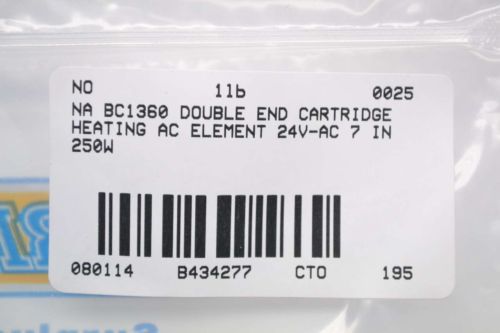 NO 11b 0025
NA BC1360 DOUBLE END CARTRIDGE
HEATING AC ELEMENT 24V-AC 7 IN
250W
080114 B434277 CTO 195